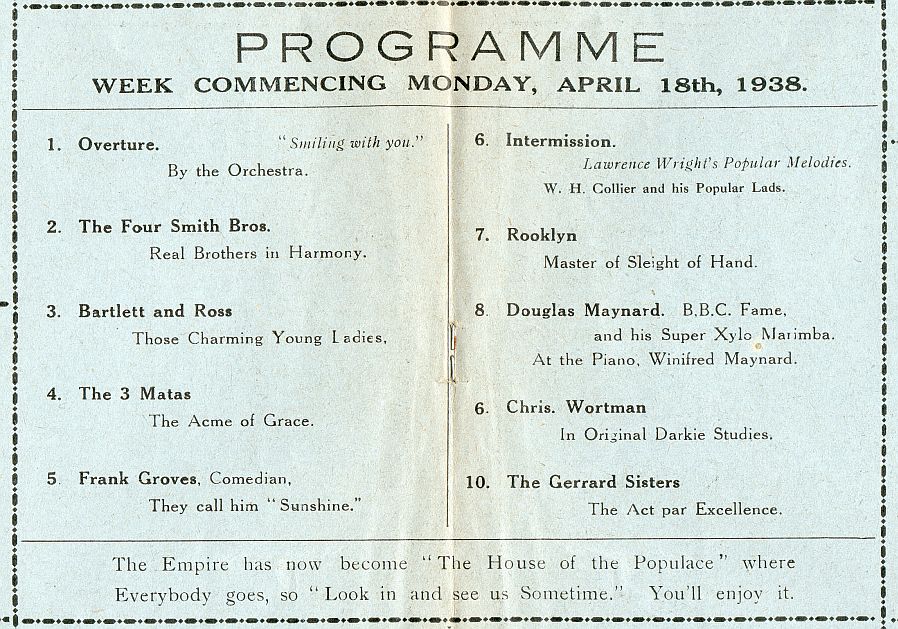 PROGRAMME
WEEK COMMENCING MONDAY, APRIL 18th, 1938.
1. Overture. "Smiling with you."
By the Orchestra.
2. The Four Smith Bros.
Real Brothers in Harmony.
3. Bartlett and Ross
Those Charming Young Ladies,
4. The 3 Matas
The Acme of Grace.
5. Frank Groves, Comedian,
They call him "Sunshine."
6. Intermission.
Lawrence Wright's Popular Melodies.
W. H. Collier and his Popular Lads.
7. Rooklyn
Master of Sleight of Hand.
8 Douglas Maynard. B.B.C. Fame,
and his Super Xylo Marimba.
At the Piano, Winifred Maynard.
6. Chris. Wortman
In Original Darkie Studies.
10. The Gerrard Sisters
The Act par Excellence.
The Empire has now become "The House of the Populace" where
Everybody goes, so "Look in and see us Sometime." You'll enjoy it.